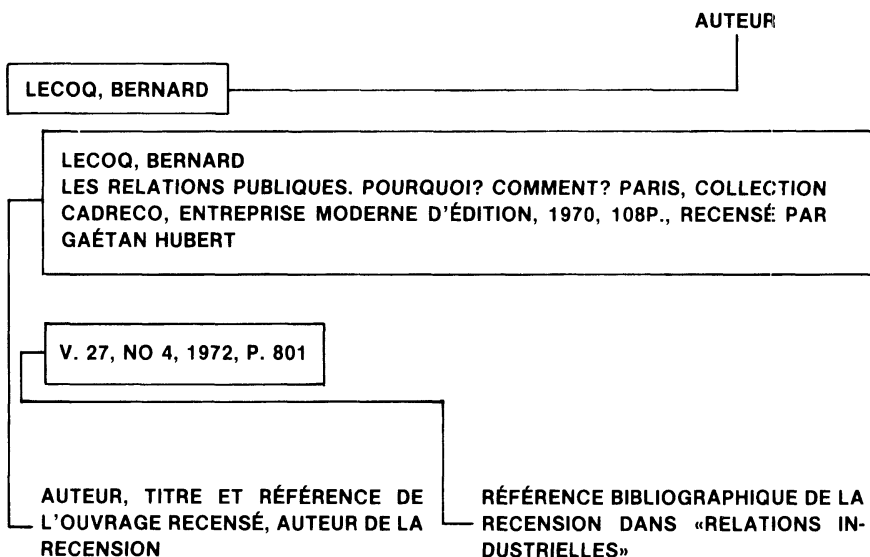 AUTEUR
LECOQ, BERNARD
LECOQ, BERNARD
LES RELATIONS PUBLIQUES. POURQUOI? COMMENT? PARIS, COLLECTION
CADRECO, ENTREPRISE MODERNE D'ÉDITION, 1970, 108P., RECENSÉ PAR
GAÉTAN HUBERT
V. 27, NO 4, 1972, P. 801
AUTEUR, TITRE ET RÉFÉRENCE DE
L'OUVRAGE RECENSÉ, AUTEUR DE LA
RECENSION
RÉFÉRENCE BIBLIOGRAPHIQUE DE LA
RECENSION DANS «RELATIONS IN-
DUSTRIELLES»